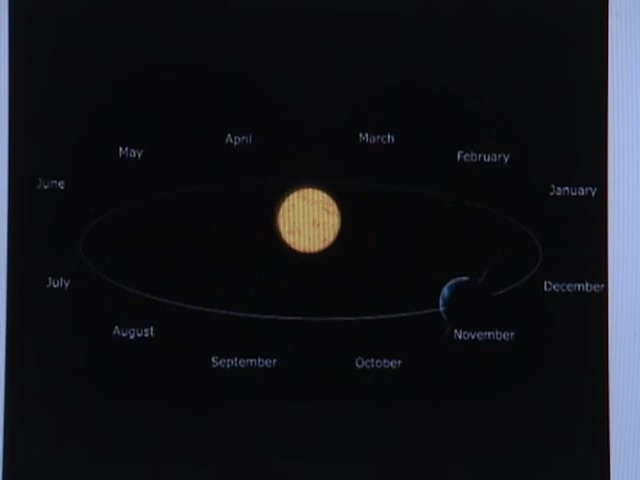 April
March
May
February
June
January
July
December
August
November
September
October